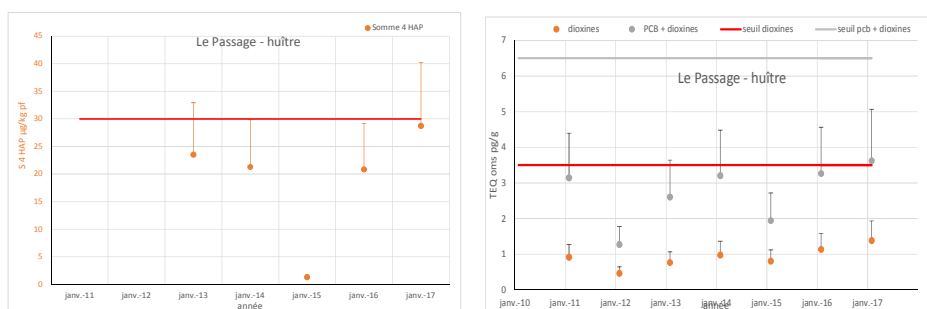 Somme 4 HAP
Le Passage - huître
45
40
35
30
25
20
15
10
5
0
S 4 HAP µg/kg pf
janv.-11 janv.-12 janv.-13 janv.-14 janv.-15 janv.-16 janv.-17
année
dioxines PCB + dioxines seuil dioxines seuil pcb + dioxines
Le Passage - huître
7
6
5
4
3
2
1
0
TEQ oms pg/g
janv.-10 janv.-11 janv.-12 janv.-13 janv.-14 janv.-15 janv.-16 janv.-17
année